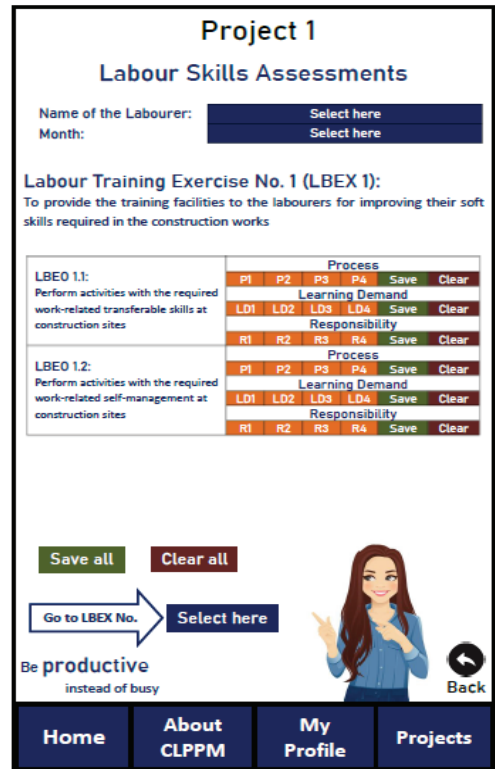 Project 1
Labour Skills Assessments
Name of the Labourer: Select here
Month: Select here
Labour Training Exercise No. 1 (LBEX 1):
To provide the training facilities to the labourers for improving their soft
skills required in the construction works
LBEO 1.1:
Perform activities with the required
work-related transferable skills at
construction sites
Process
P1 P2 P3 P4 Save Clear
Learning Demand
LD1 LD2 LD3 LD4 Save Clear
Responsibility
R1 R2 R3 R4 Save Clear
LBEO 1.2:
Perform activities with the required
work-related self-management at
construction sites
Process
P1 P2 P3 P4 Save Clear
Learning Demand
LD1 LD2 LD3 LD4 Save Clear
Responsibility
R1 R2 R3 R4 Save Clear
Save all Clear all
Go to LBEX No. Select here
Be productive
instead of busy
Back
Home
About
CLPPM
My
Profile
Projects